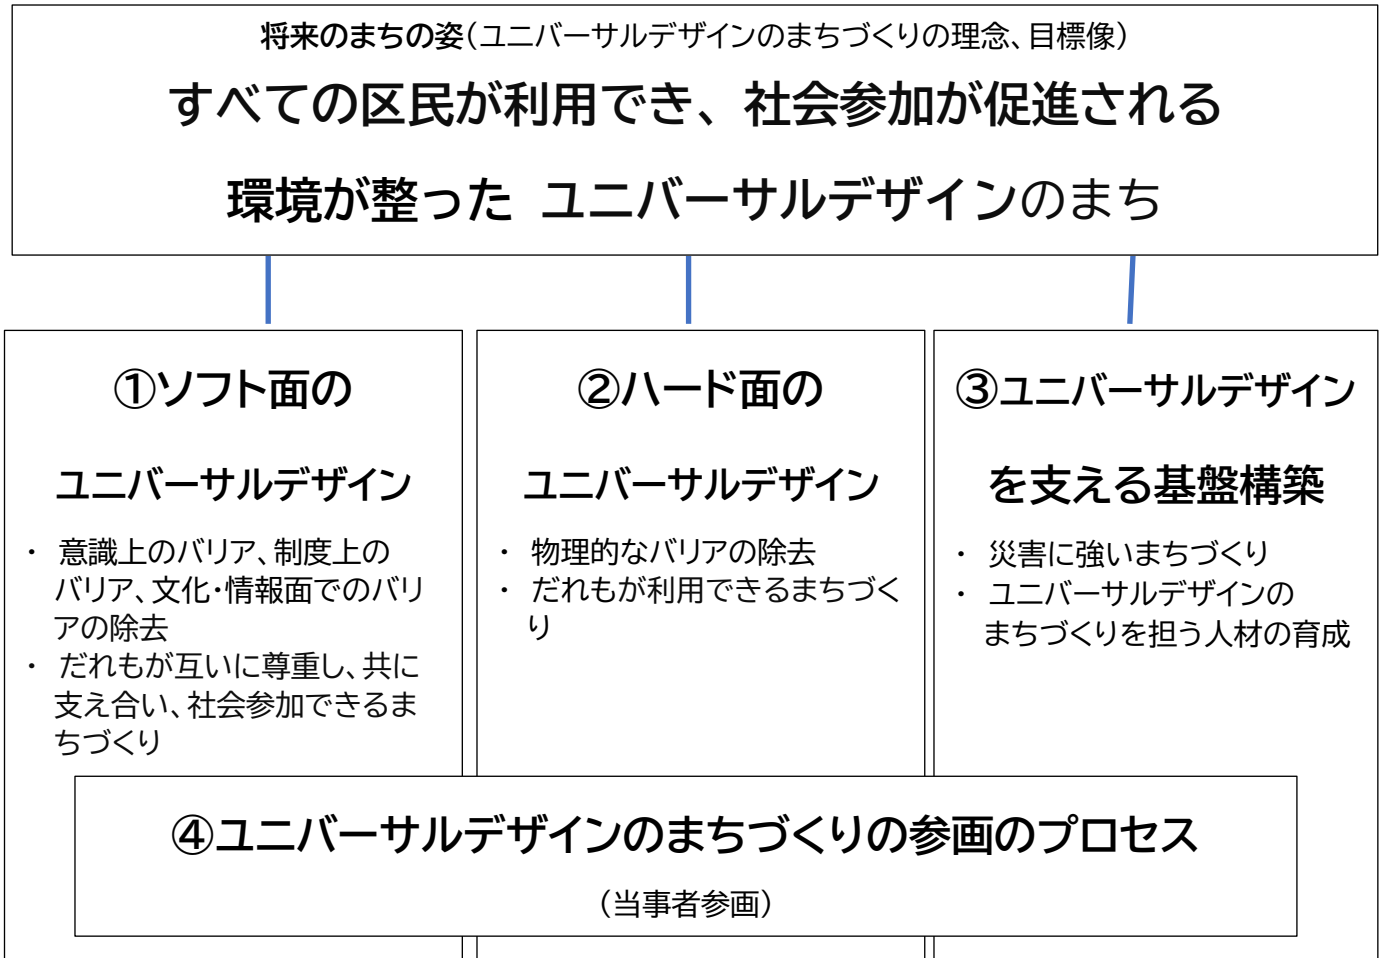 将来のまちの姿(ユニバーサルデザインのまちづくりの理念、目標像)
すべての区民が利用でき、社会参加が促進される
環境が整った ユニバーサルデザインのまち
①ソフト面の
ユニバーサルデザイン
・ 意識上のバリア、制度上の
バリア、文化・情報面でのバリ
アの除去
・ だれもが互いに尊重し、共に
支え合い、社会参加できるま
ちづくり
②ハード面の
ユニバーサルデザイン
・ 物理的なバリアの除去
・ だれもが利用できるまちづく
り
③ユニバーサルデザイン
を支える基盤構築
・ 災害に強いまちづくり
・ ユニバーサルデザインの
まちづくりを担う人材の育成
④ユニバーサルデザインのまちづくりの参画のプロセス
(当事者参画)